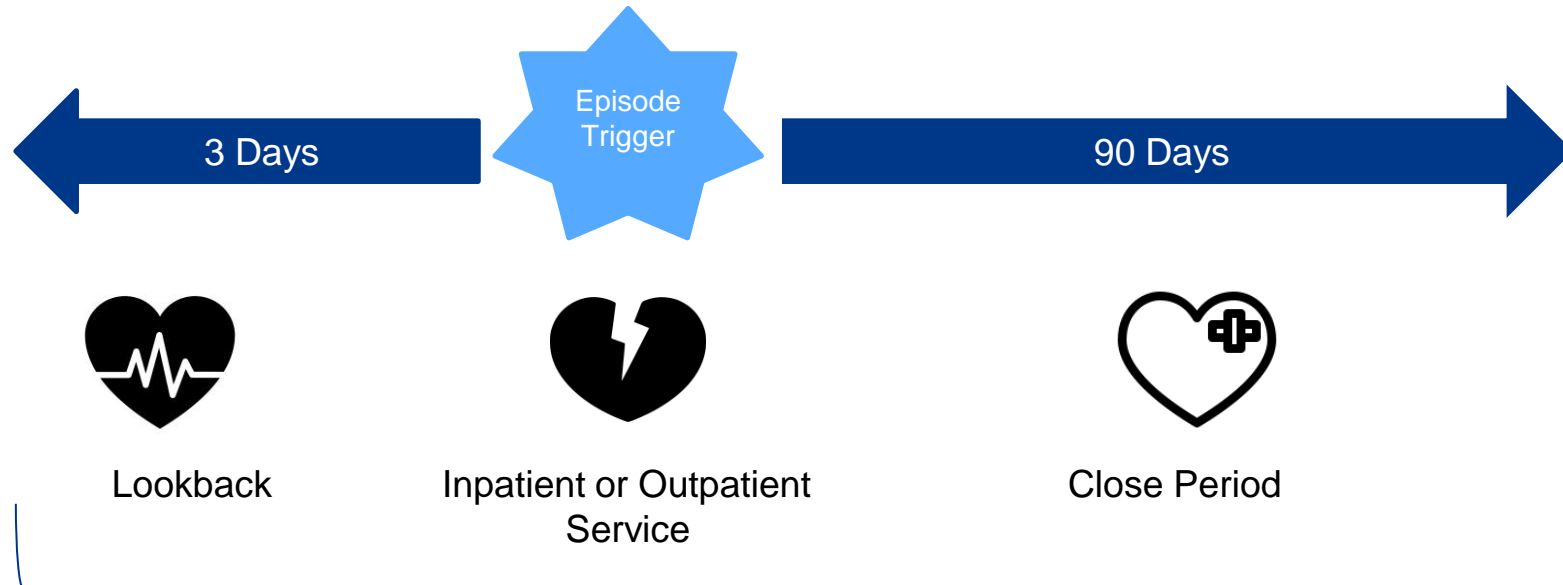 Episode
Trigger
3 Days
90 Days
Lookback
Inpatient or Outpatient
Service
Close Period